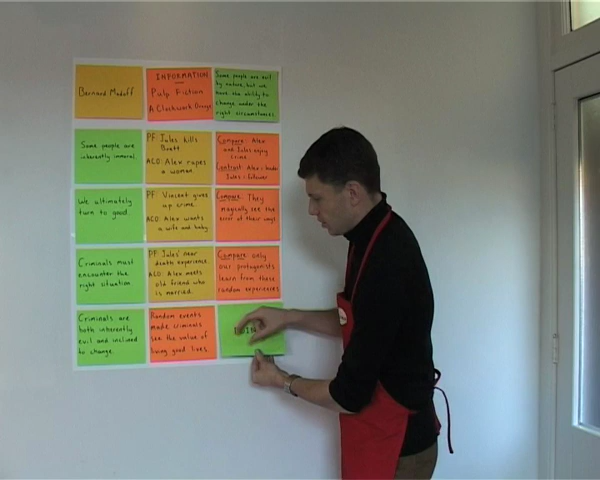 Bernard Madoff
INFORMATION
Pulp Fiction
A Clockwork Orange
Some people are evil
by nature, but we
have the ability to
change under the
right circumstances
Some people are
inherently immoral.
PF: Jules kills
Brett.
ACO: Alex rapes
a woman.
Compare: Alex
and Jules enjoy
crime.
Contrast: Alex: leader
Jules: follower
We ultimately
turn to good
PF: Vincent gives
up crime.
ACO: Alex wants
a wife and baby.
Compare: They
magically see the
error of their ways.
Criminals must
encounter the
right situation
PF: Jules' near
death experience.
ACO: Alex meets
old friend who
is married.
Compare: only
our protagonists
learn from these
random experiences
Criminals are
both inherently
evil and inclined
to change.
Random events
made criminals
see the value of
living good lives.